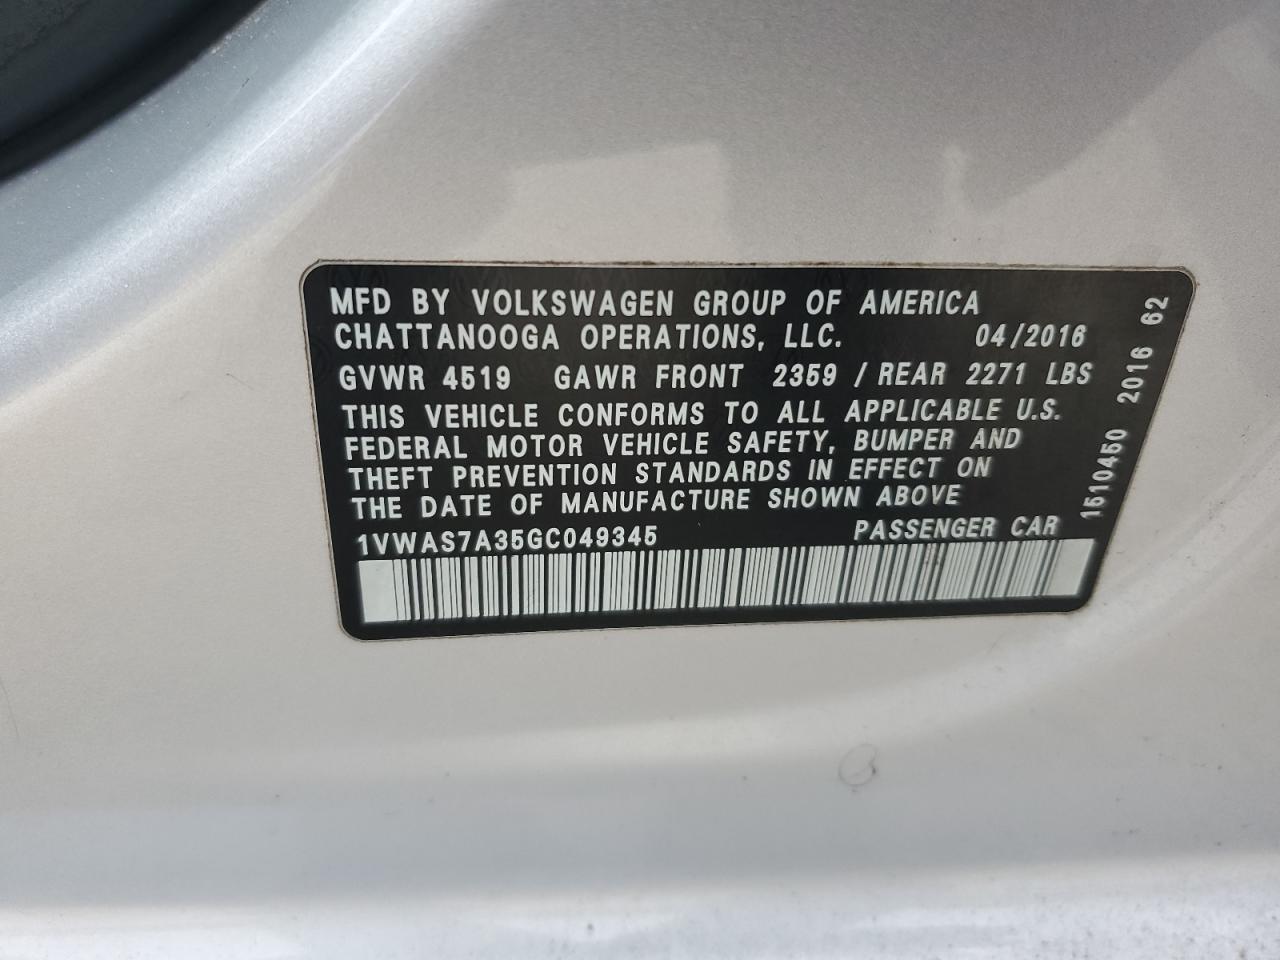 MFD BY VOLKSWAGEN GROUP OF AMERICA
CHATTANOOGA OPERATIONS, LLC. 04/2016
GVWR 4519 GAWR FRONT 2359 / REAR 2271 LBS
THIS VEHICLE CONFORMS TO ALL APPLICABLE U.S.
FEDERAL MOTOR VEHICLE SAFETY, BUMPER AND
THEFT PREVENTION STANDARDS IN EFFECT ON
THE DATE OF MANUFACTURE SHOWN ABOVE
1VWAS7A35GC049345 PASSENGER CAR
1510450 2016 62